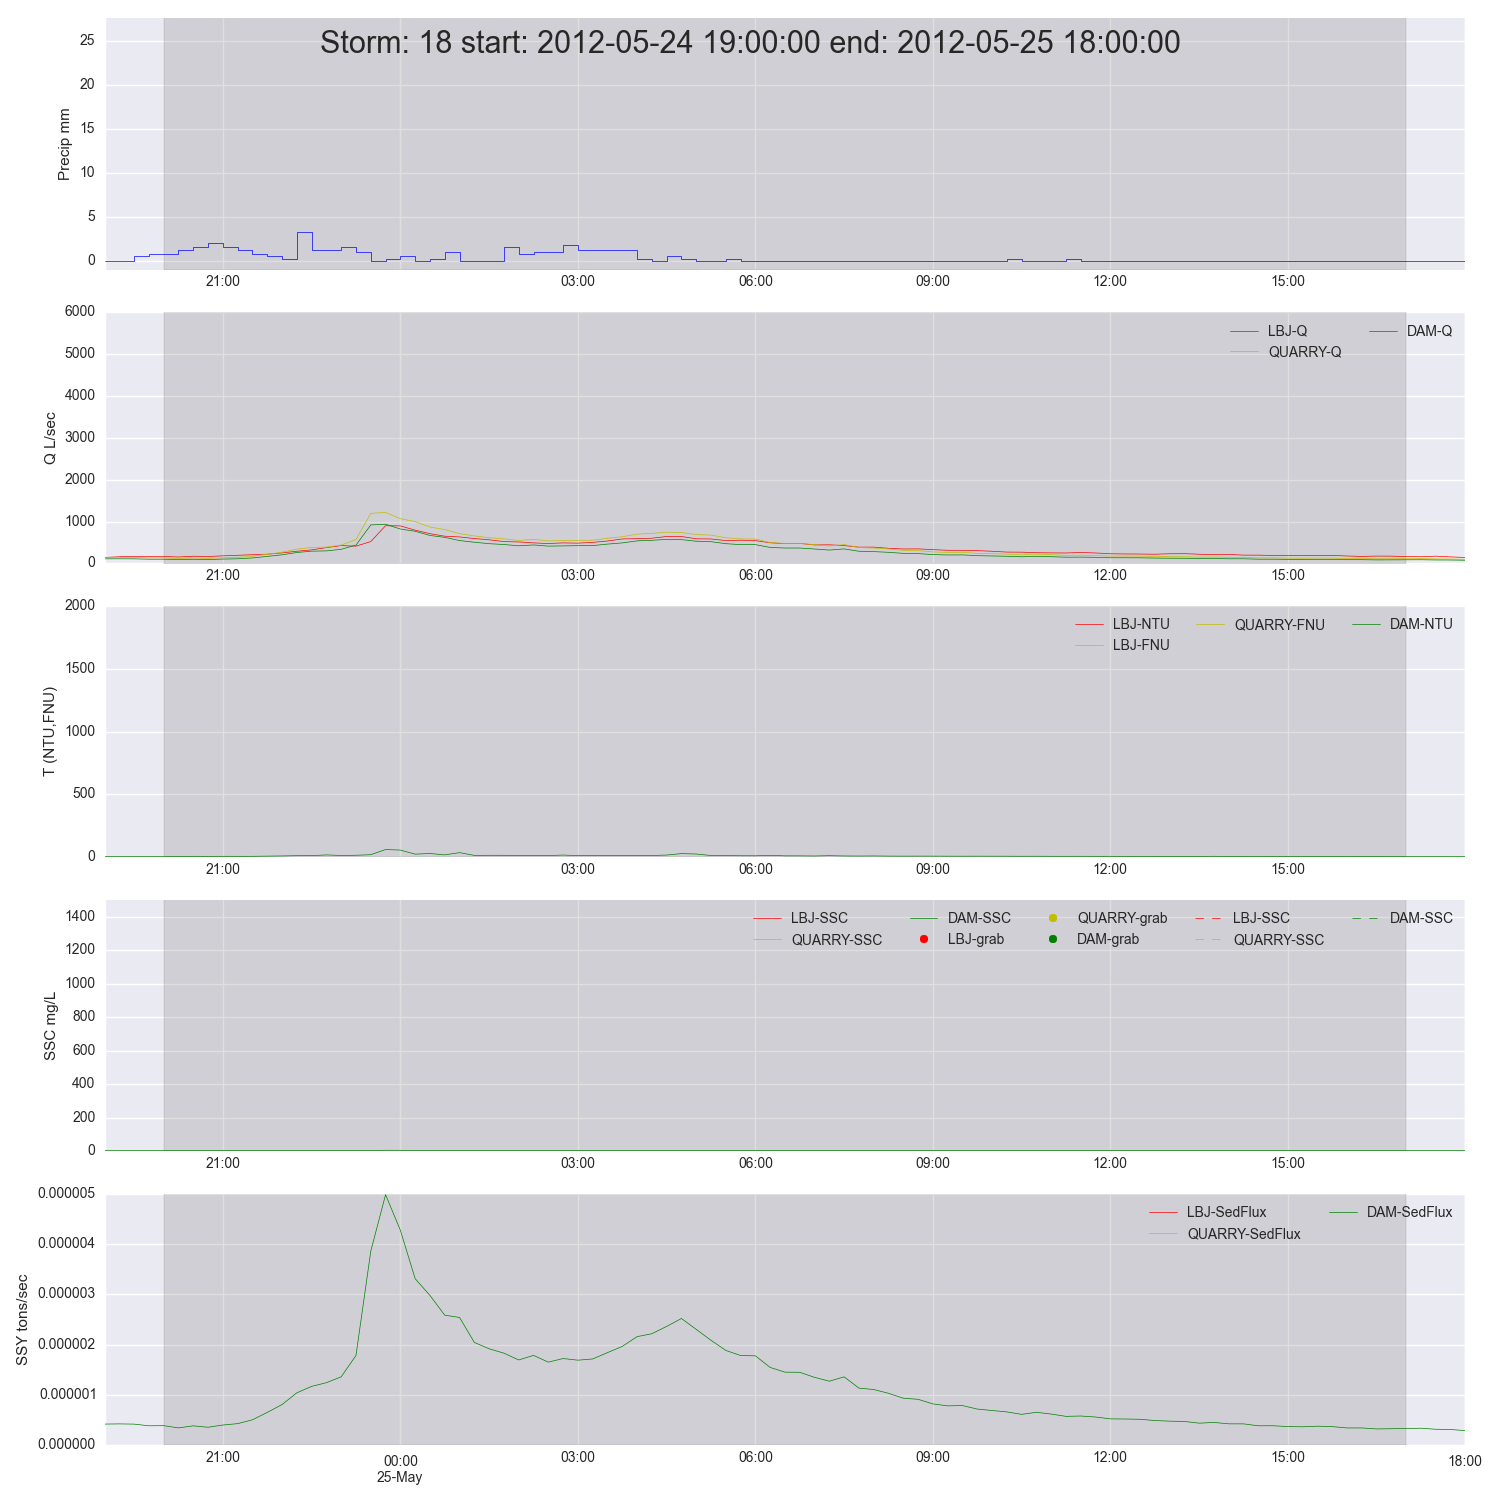 Storm: 18 start: 2012-05-24 19:00:00 end: 2012-05-25 18:00:00
Precip mm
25
20
15
10
5
0
21:00 03:00 06:00 09:00 12:00 15:00
Q L/sec
6000
5000
4000
3000
2000
1000
0
LBJ-Q DAM-Q
QUARRY-Q
21:00 03:00 06:00 09:00 12:00 15:00
T (NTU,FNU)
2000
1500
1000
500
0
LBJ-NTU QUARRY-FNU DAM-NTU
LBJ-FNU
21:00 03:00 06:00 09:00 12:00 15:00
SSC mg/L
1400
1200
1000
800
600
400
200
0
LBJ-SSC DAM-SSC QUARRY-grab LBJ-SSC DAM-SSC
QUARRY-SSC LBJ-grab DAM-grab QUARRY-SSC
21:00 03:00 06:00 09:00 12:00 15:00
SSY tons/sec
0.000005
0.000004
0.000003
0.000002
0.000001
0.000000
LBJ-SedFlux DAM-SedFlux
QUARRY-SedFlux
21:00 00:00 03:00 06:00 09:00 12:00 15:00 18:00
25-May